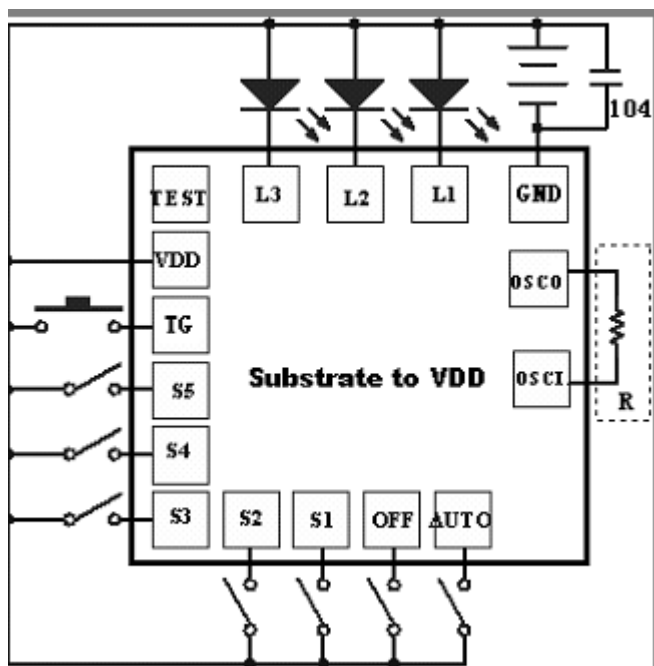 104
TEST
L3
L2
L1
GND
VDD
OSCO
TG
Substrate to VDD
S5
OSCI
R
S4
S3
S2
S1
OFF
AUTO